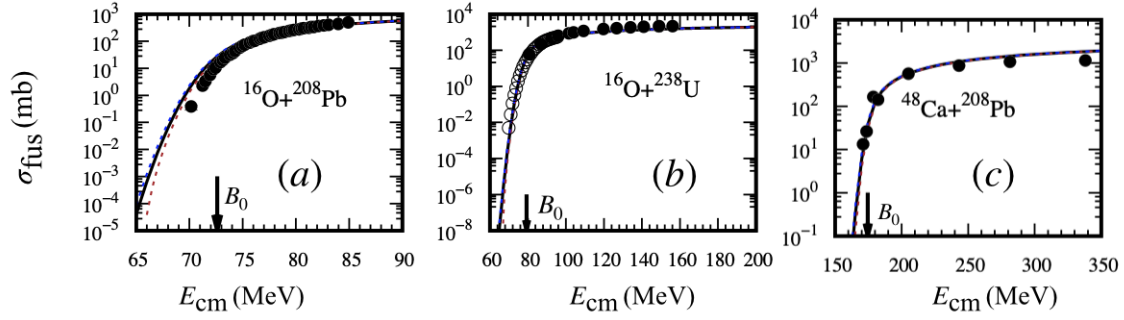 σfus (mb)
10^3
10^2
10^1
10^0
10^-1
10^-2
10^-3
10^-4
10^-5
16O+208Pb
(a)
B0
65 70 75 80 85 90
Ecm (MeV)
10^4
10^2
10^0
10^-2
10^-4
10^-6
10^-8
16O+238U
(b)
B0
60 80 100 120 140 160 180 200
Ecm (MeV)
10^4
10^3
10^2
10^1
10^0
10^-1
48Ca+208Pb
(c)
B0
150 200 250 300 350
Ecm (MeV)